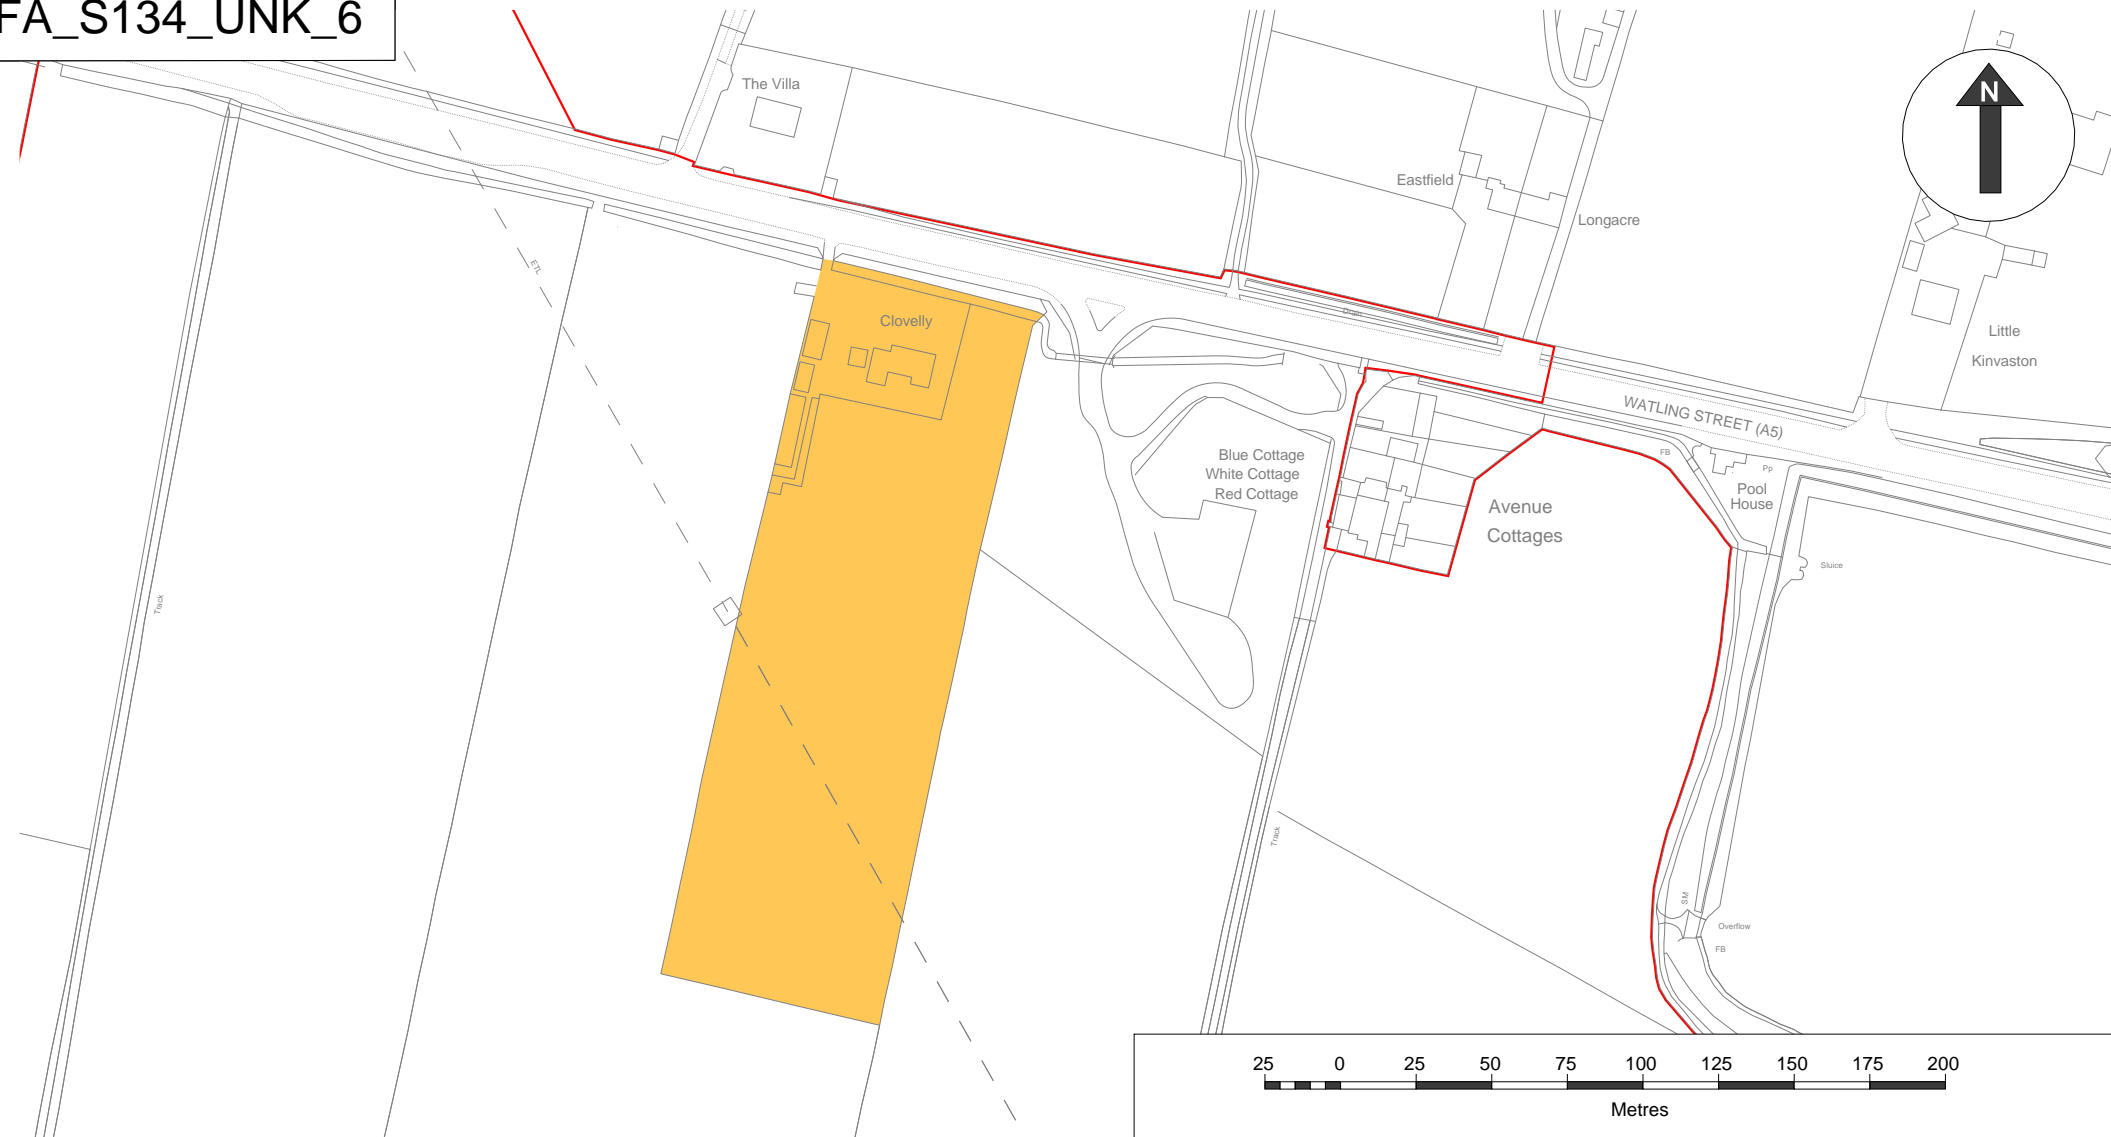 FA_S134_UNK_6
The Villa
N
Eastfield
Longacre
ETL
Drain
Clovelly
Little
Kinvaston
WATLING STREET (A5)
Blue Cottage
White Cottage
Red Cottage
FB
Pp
Pool
House
Avenue
Cottages
Sluice
Track
Track
SM
Overflow
FB
25 0 25 50 75 100 125 150 175 200
Metres